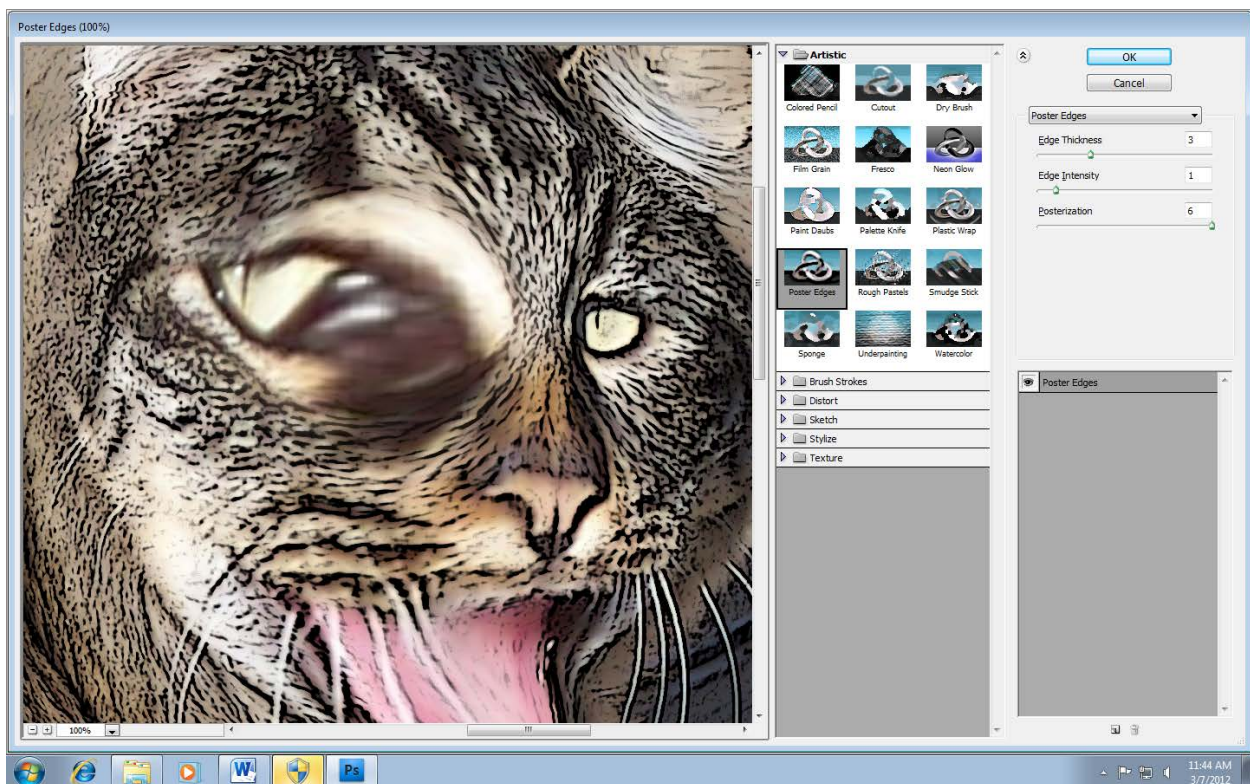 Poster Edges (100%)
Artistic
Colored Pencil
Cutout
Dry Brush
Film Grain
Fresco
Neon Glow
Paint Daubs
Palette Knife
Plastic Wrap
Poster Edges
Rough Pastels
Smudge Stick
Sponge
Underpainting
Watercolor
Brush Strokes
Distort
Sketch
Stylize
Texture
OK
Cancel
Poster Edges
Edge Thickness 3
Edge Intensity 1
Posterization 6
Poster Edges
100%
W
Ps
11:44 AM
3/7/2012